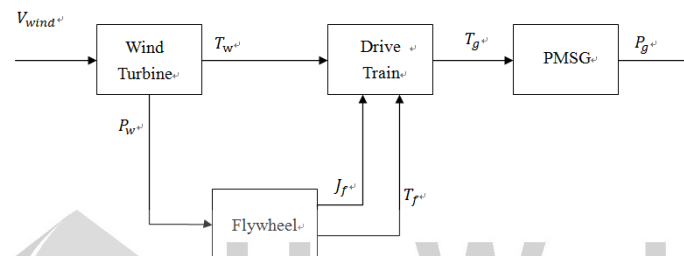 V_wind
Wind Turbine
T_w
Drive Train
T_g
PMSG
P_g
P_w
J_f
T_f
Flywheel